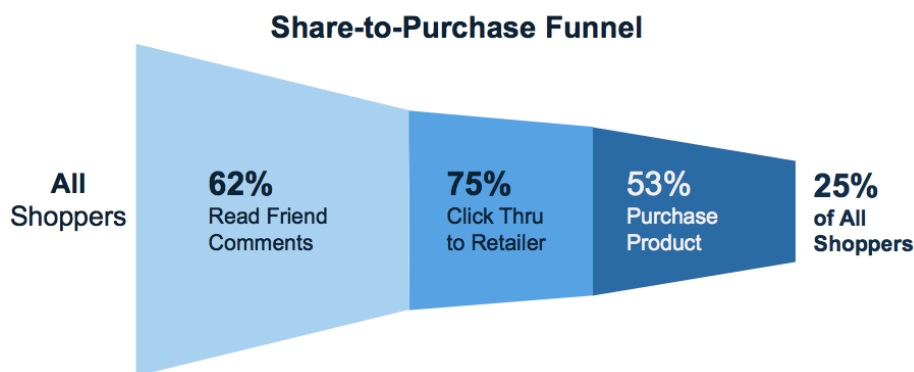 Share-to-Purchase Funnel
All
Shoppers
62%
Read Friend
Comments
75%
Click Thru
to Retailer
53%
Purchase
Product
25%
of All
Shoppers